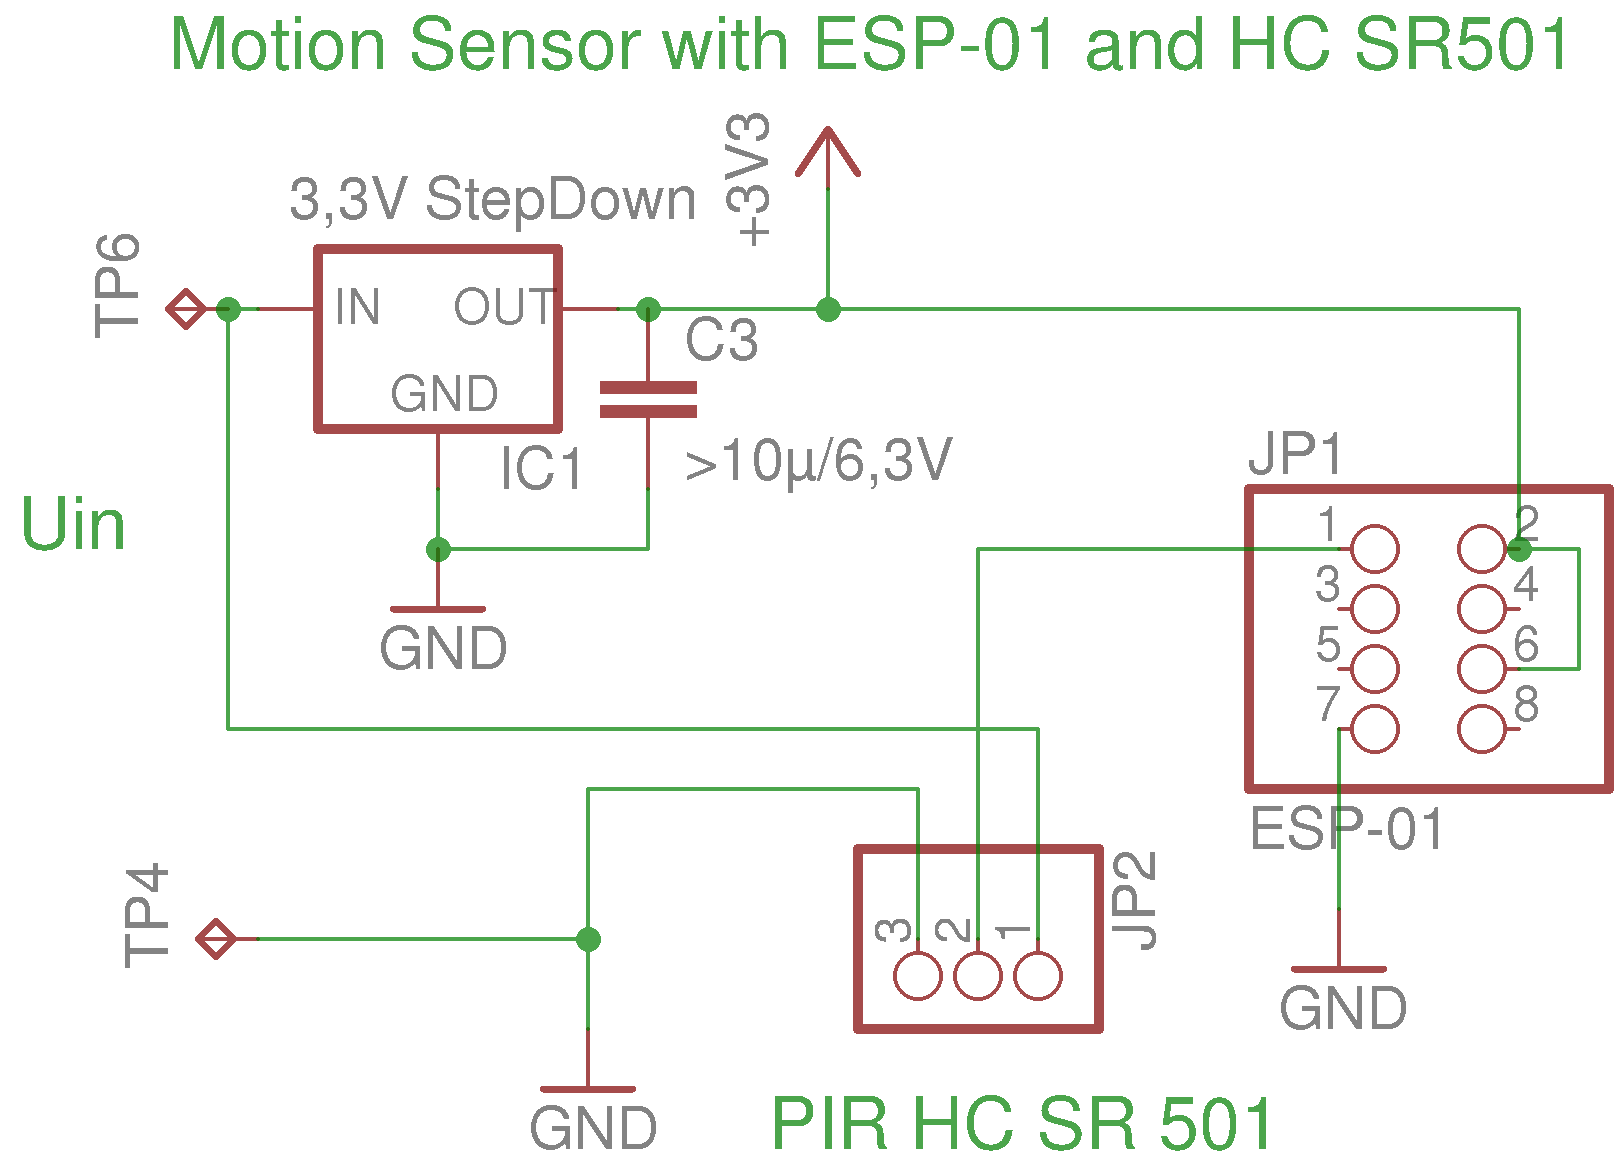 Motion Sensor with ESP-01 and HC SR501
+3V3
3,3V StepDown
TP6
IN
OUT
C3
GND
IC1
>10µ/6,3V
Uin
GND
JP1
1
2
3
4
5
6
7
8
ESP-01
GND
TP4
3
2
1
JP2
GND
PIR HC SR 501